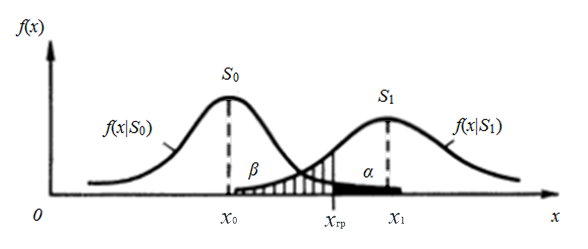 f(x)
S₀
S₁
f(x|S₀)
f(x|S₁)
β
α
0
x₀
xгр
x₁
x